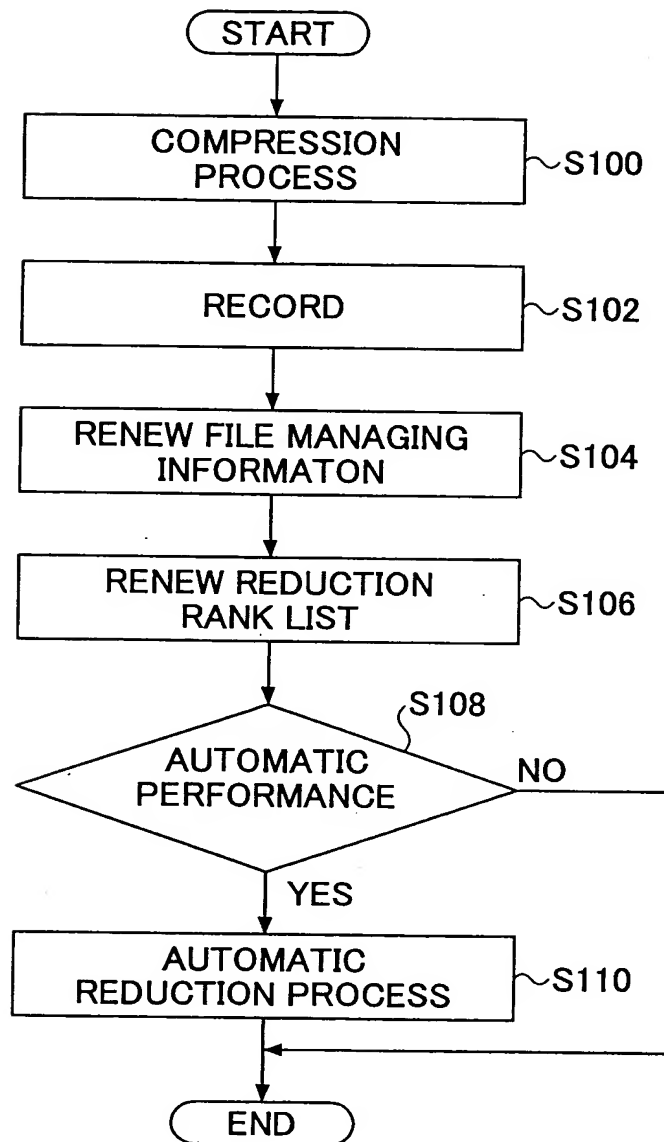 START
COMPRESSION
PROCESS
S100
RECORD
S102
RENEW FILE MANAGING
INFORMATON
S104
RENEW REDUCTION
RANK LIST
S106
S108
AUTOMATIC
PERFORMANCE
NO
YES
AUTOMATIC
REDUCTION PROCESS
S110
END